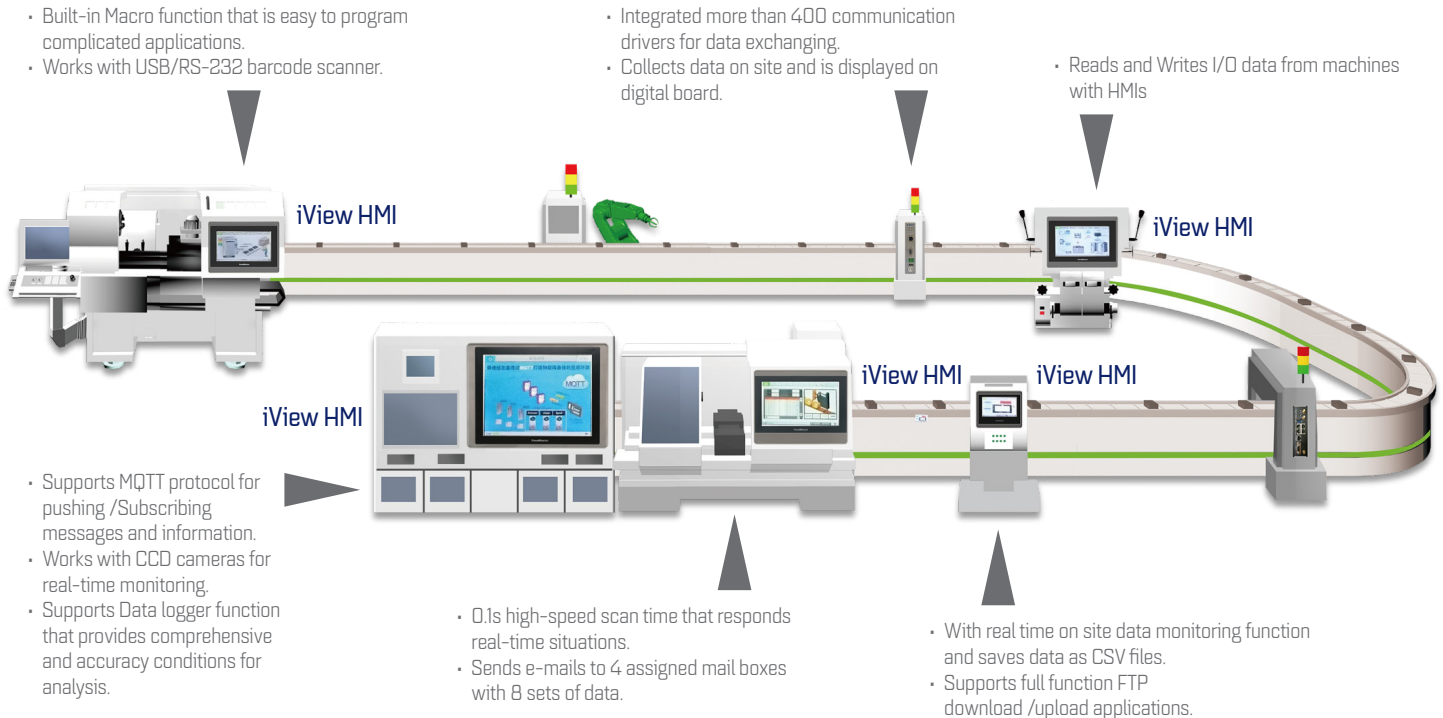 · Built-in Macro function that is easy to program
complicated applications.
· Works with USB/RS-232 barcode scanner.
· Integrated more than 400 communication
drivers for data exchanging.
· Collects data on site and is displayed on
digital board.
· Reads and Writes I/O data from machines
with HMIs
iView HMI
iView HMI
iView HMI
iView HMI
iView HMI
MQTT
· Supports MQTT protocol for
pushing /Subscribing
messages and information.
· Works with CCD cameras for
real-time monitoring.
· Supports Data logger function
that provides comprehensive
and accuracy conditions for
analysis.
· 0.1s high-speed scan time that responds
real-time situations.
· Sends e-mails to 4 assigned mail boxes
with 8 sets of data.
· With real time on site data monitoring function
and saves data as CSV files.
· Supports full function FTP
download /upload applications.